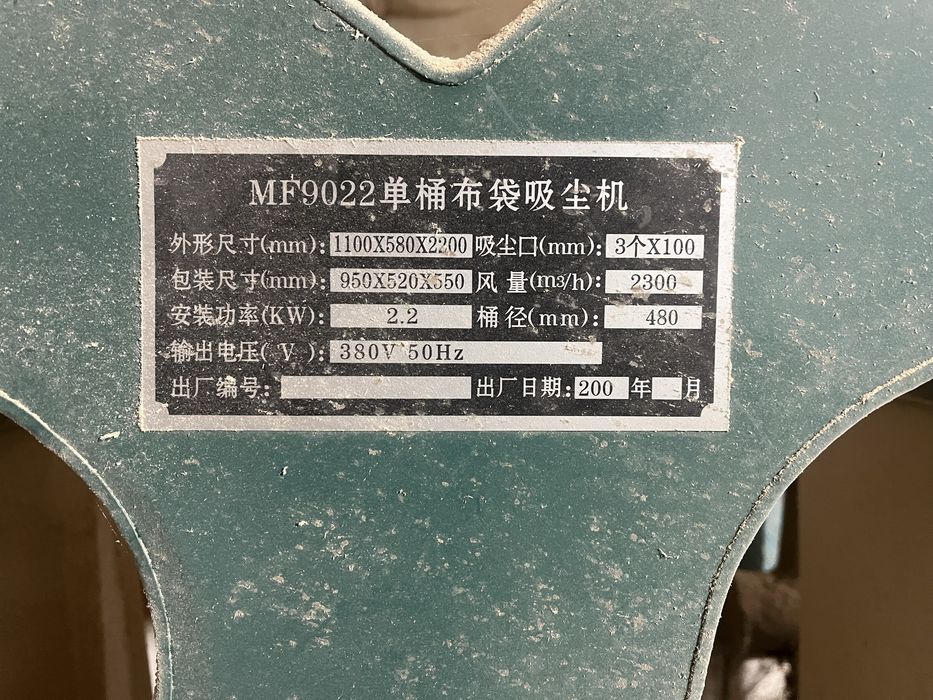 MF9022单桶布袋吸尘机
外形尺寸(mm): 1100X580X2200 吸尘口(mm): 3个X100
包装尺寸(mm): 950X520X550 风量(m3/h): 2300
安装功率(KW): 2.2 桶径(mm): 480
输出电压(V): 380V 50Hz
出厂编号: 出厂日期: 200 年 月